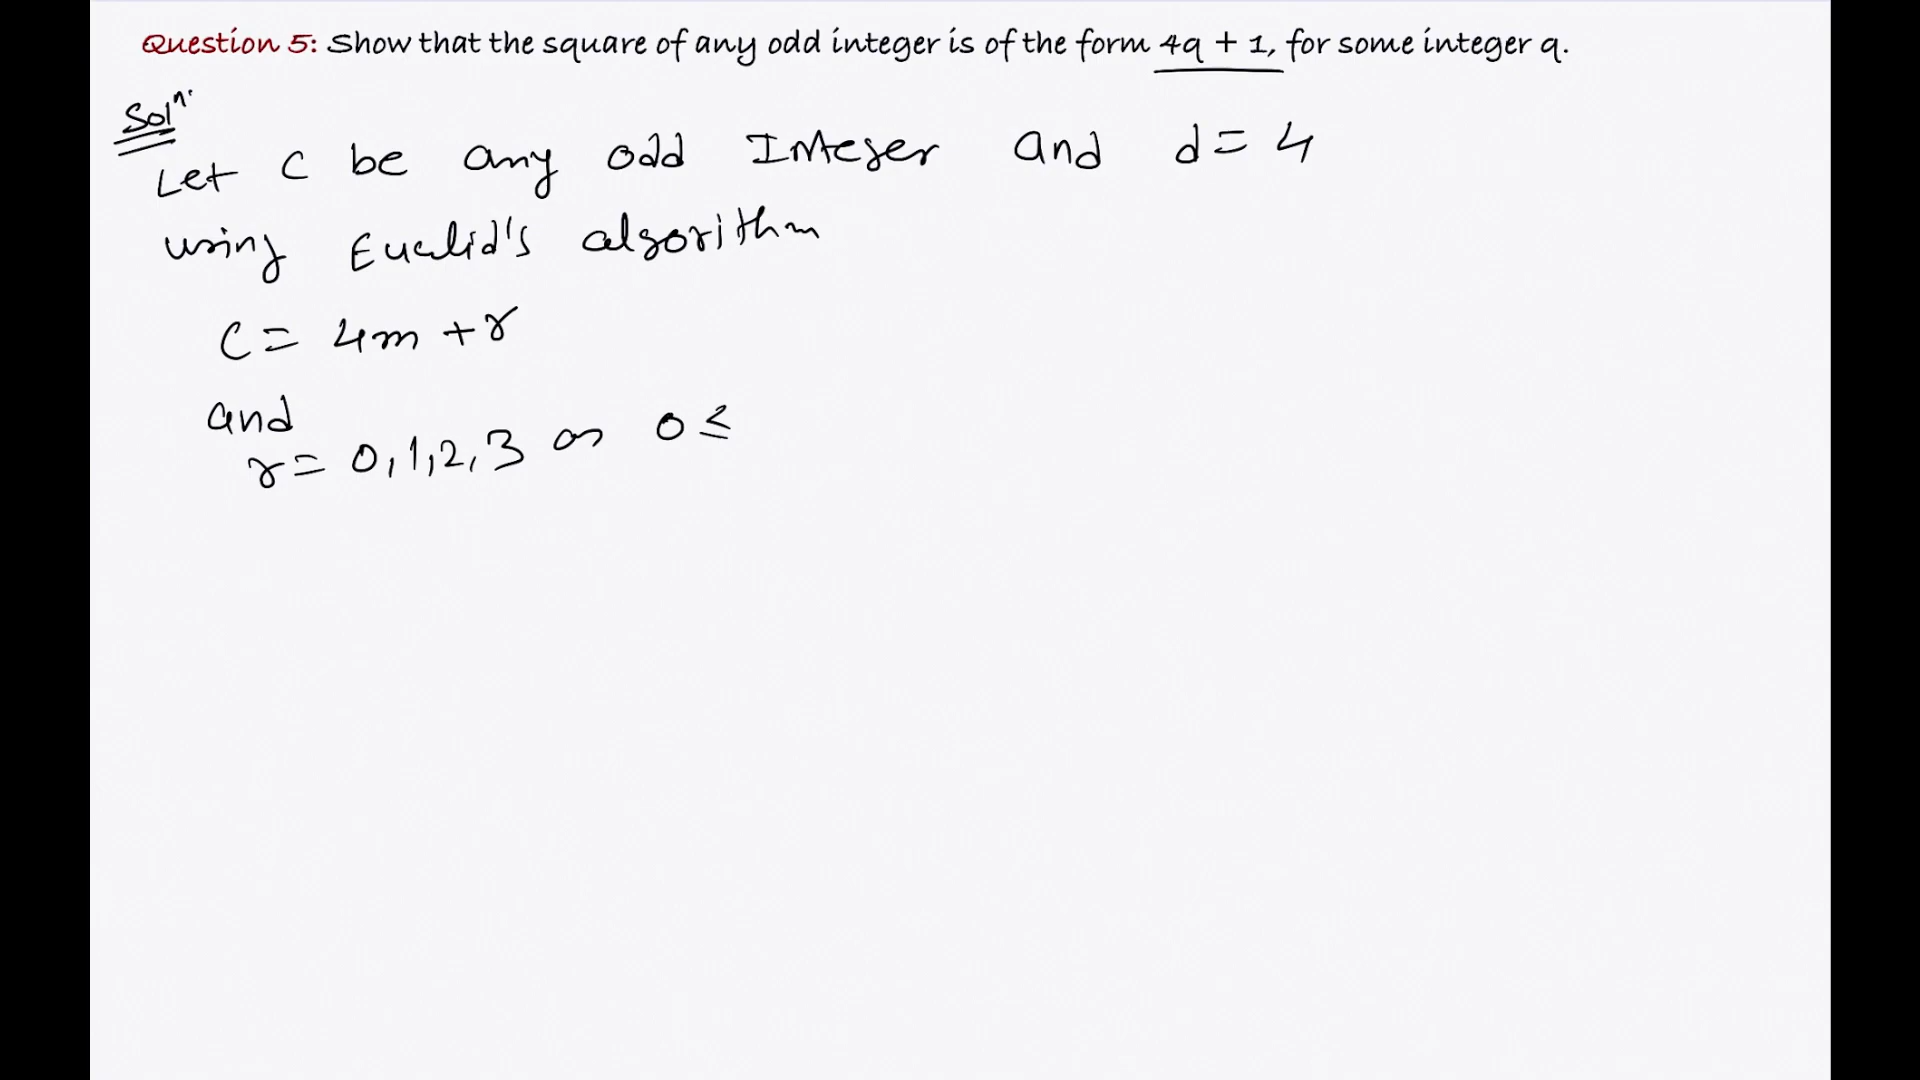 Question 5: Show that the square of any odd integer is of the form 4q + 1, for some integer q.
Solⁿ.
Let C be any odd Integer and d = 4
using Euclid's algorithm
C = 4m + r
and
r = 0, 1, 2, 3 as 0 ≤